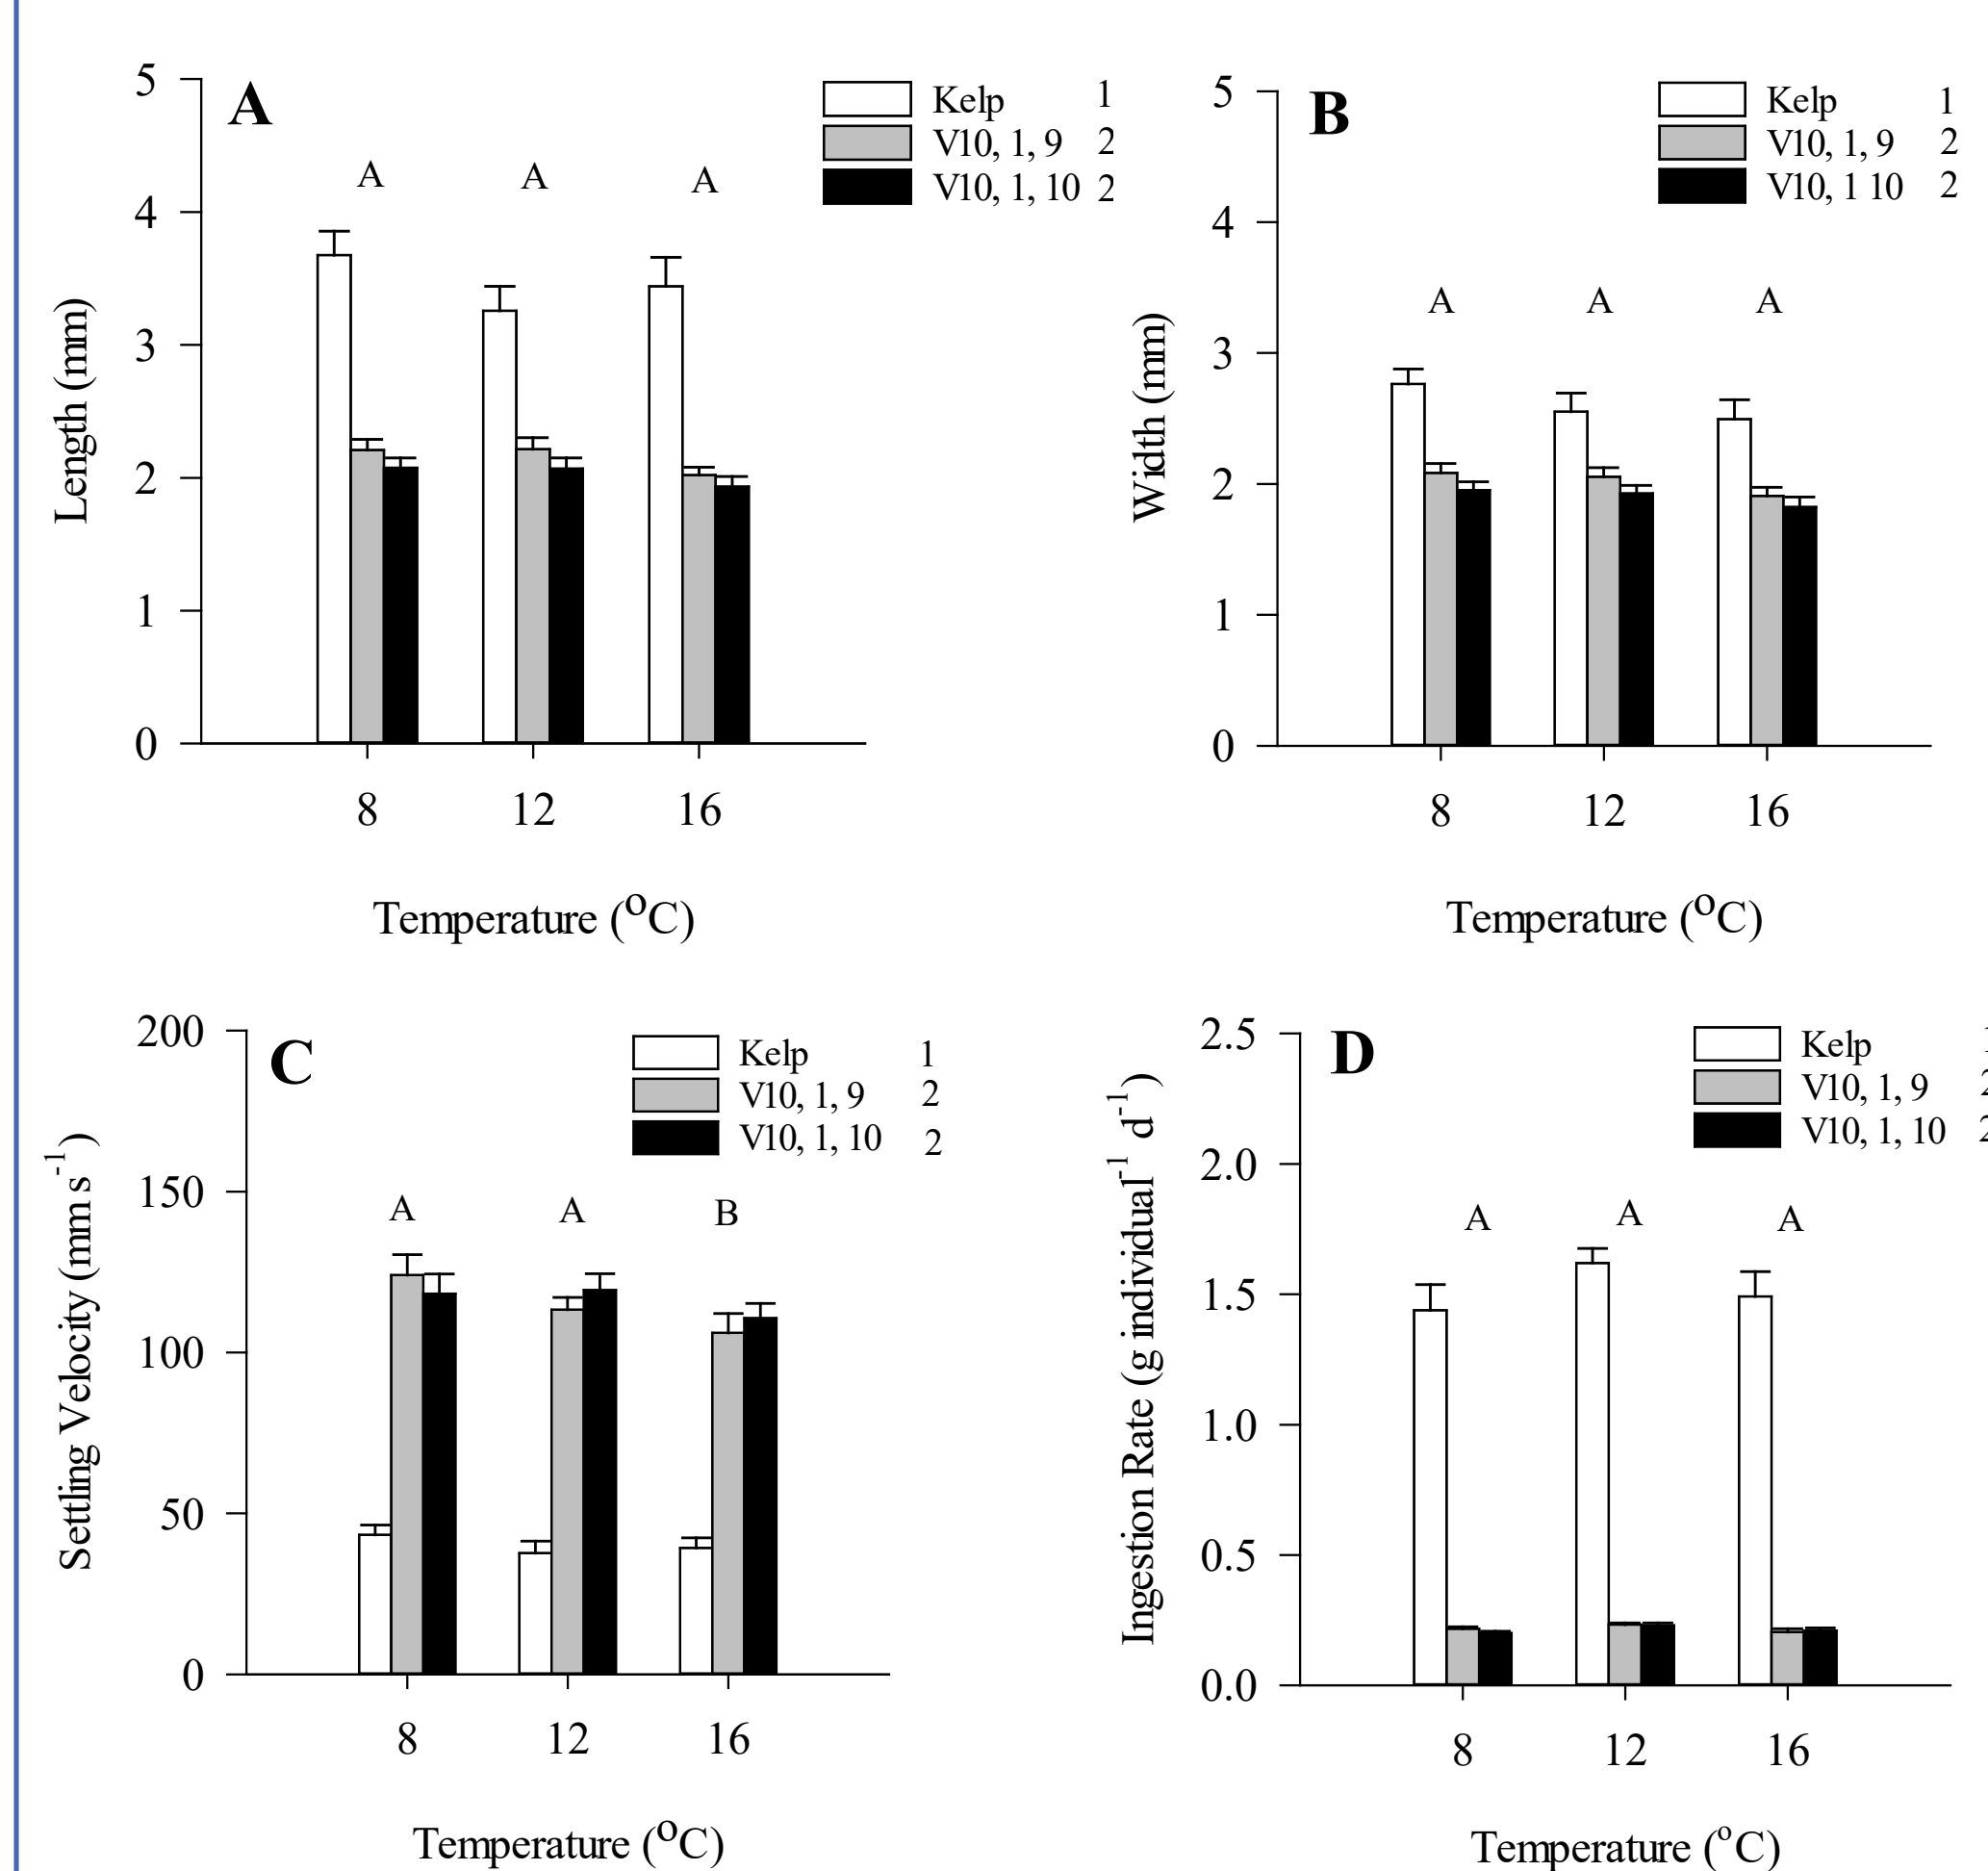 A
Kelp 1
V10, 1, 9 2
V10, 1, 10 2
5
4
3
2
1
0
A A A
Length (mm)
8 12 16
Temperature (°C)
B
Kelp 1
V10, 1, 9 2
V10, 1 10 2
5
4
3
2
1
0
A A A
Width (mm)
8 12 16
Temperature (°C)
C
Kelp 1
V10, 1, 9 2
V10, 1, 10 2
200
150
100
50
0
A A B
Settling Velocity (mm s⁻¹)
8 12 16
Temperature (°C)
D
Kelp
V10, 1, 9
V10, 1, 10
2.5
2.0
1.5
1.0
0.5
0.0
A A A
Ingestion Rate (g individual⁻¹ d⁻¹)
8 12 16
Temperature (°C)